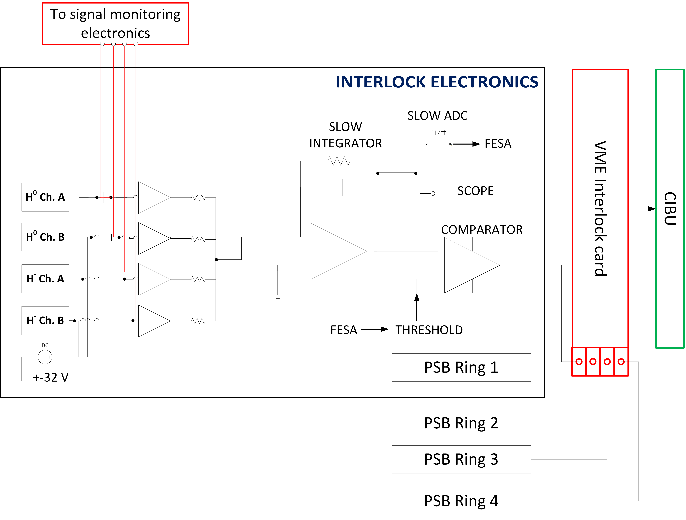 To signal monitoring
electronics
INTERLOCK ELECTRONICS
SLOW ADC
SLOW
INTEGRATOR
FESA
SCOPE
H⁰ Ch. A
H⁰ Ch. B
COMPARATOR
H⁻ Ch. A
H⁻ Ch. B
FESA
THRESHOLD
+-32 V
PSB Ring 1
PSB Ring 2
PSB Ring 3
PSB Ring 4
VME Interlock card
CIBU